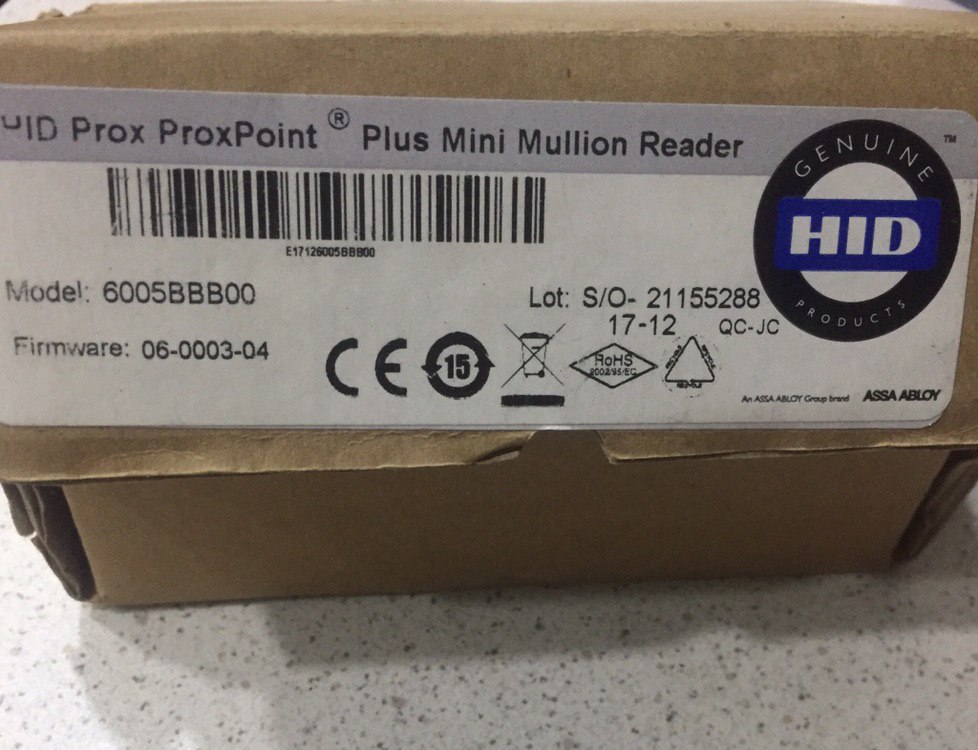 HID Prox ProxPoint® Plus Mini Mullion Reader
E17126005BBB00
Model: 6005BBB00
Lot: S/O- 21155288
17-12 QC-JC
Firmware: 06-0003-04
CE
15
RoHS
2002/95/EC
GENUINE
HID
PRODUCTS
™
An ASSA ABLOY Group brand ASSA ABLOY